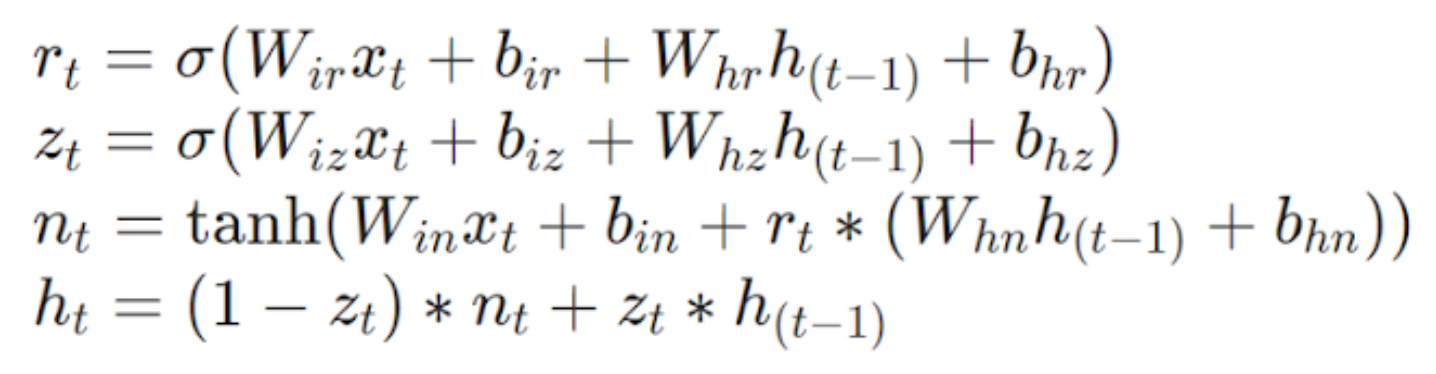 r_t = σ(W_{ir}x_t + b_{ir} + W_{hr}h_{(t−1)} + b_{hr})
z_t = σ(W_{iz}x_t + b_{iz} + W_{hz}h_{(t−1)} + b_{hz})
n_t = tanh(W_{in}x_t + b_{in} + r_t * (W_{hn}h_{(t−1)} + b_{hn}))
h_t = (1 − z_t) * n_t + z_t * h_{(t−1)}